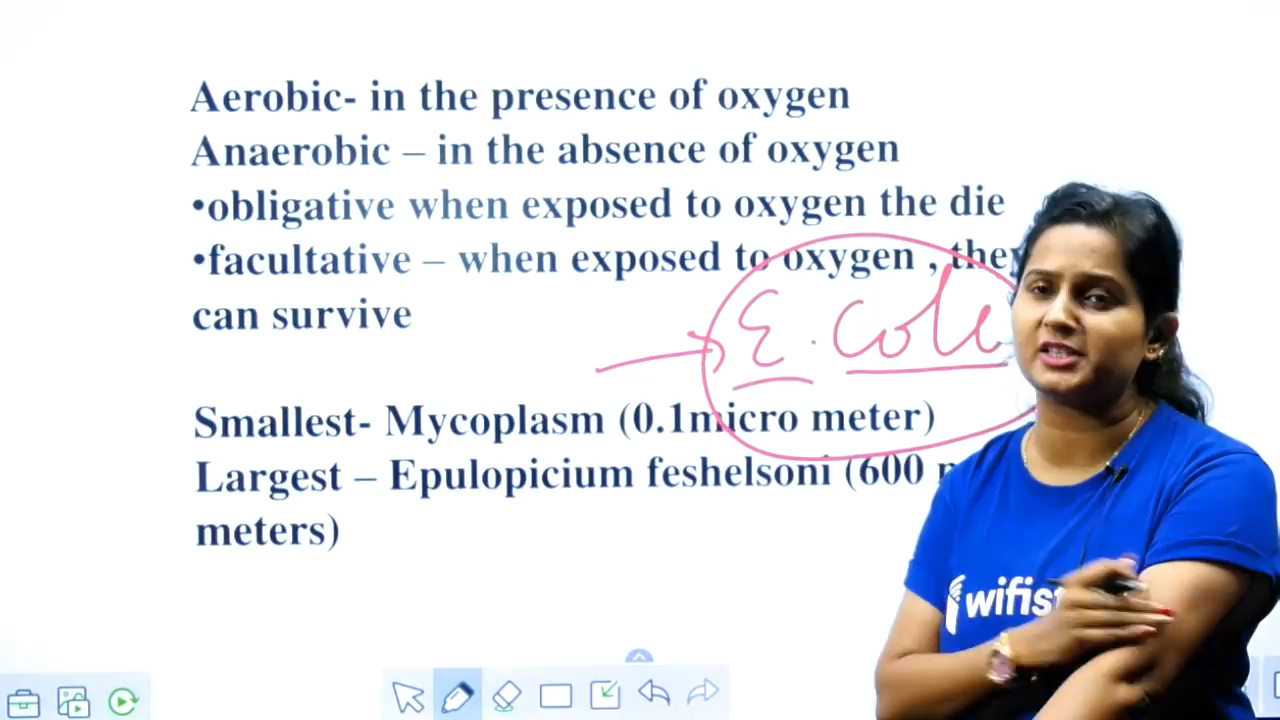 Aerobic- in the presence of oxygen
Anaerobic – in the absence of oxygen
•obligative when exposed to oxygen the die
•facultative – when exposed to oxygen , they
can survive
E. Coli
Smallest- Mycoplasm (0.1micro meter)
Largest – Epulopicium feshelsoni (600
meters)
wifist